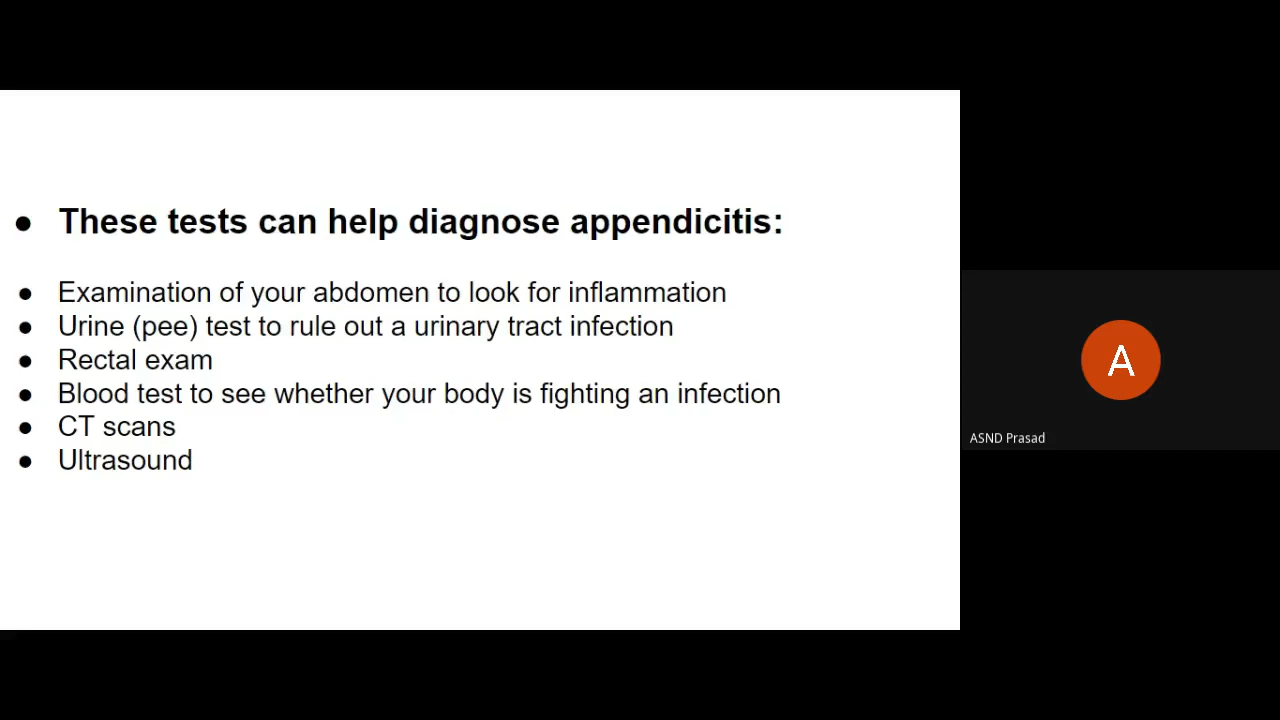 ● These tests can help diagnose appendicitis:
● Examination of your abdomen to look for inflammation
● Urine (pee) test to rule out a urinary tract infection
● Rectal exam
● Blood test to see whether your body is fighting an infection
● CT scans
● Ultrasound
A
ASND Prasad